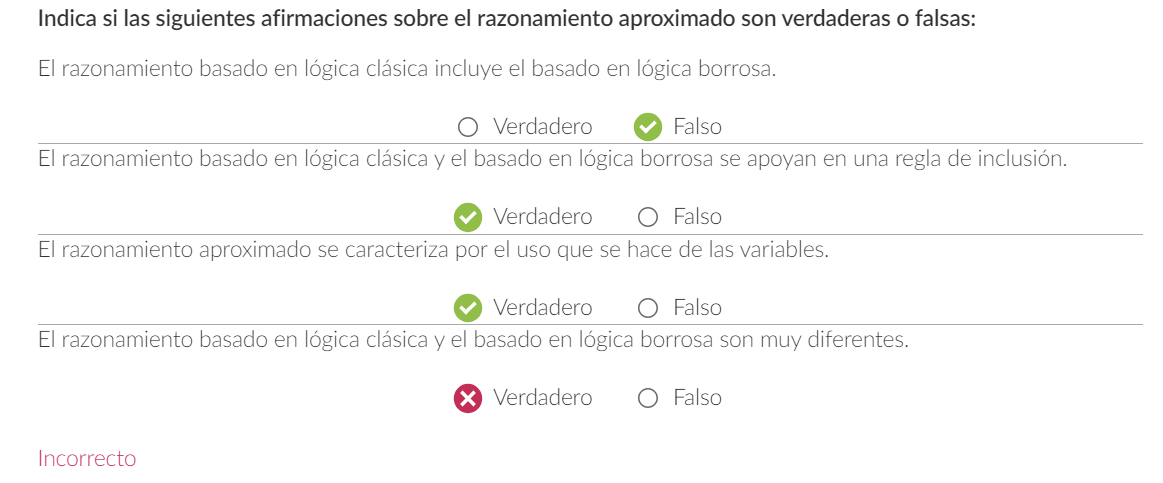 Indica si las siguientes afirmaciones sobre el razonamiento aproximado son verdaderas o falsas:
El razonamiento basado en lógica clásica incluye el basado en lógica borrosa.
Verdadero Falso
El razonamiento basado en lógica clásica y el basado en lógica borrosa se apoyan en una regla de inclusión.
Verdadero Falso
El razonamiento aproximado se caracteriza por el uso que se hace de las variables.
Verdadero Falso
El razonamiento basado en lógica clásica y el basado en lógica borrosa son muy diferentes.
Verdadero Falso
Incorrecto